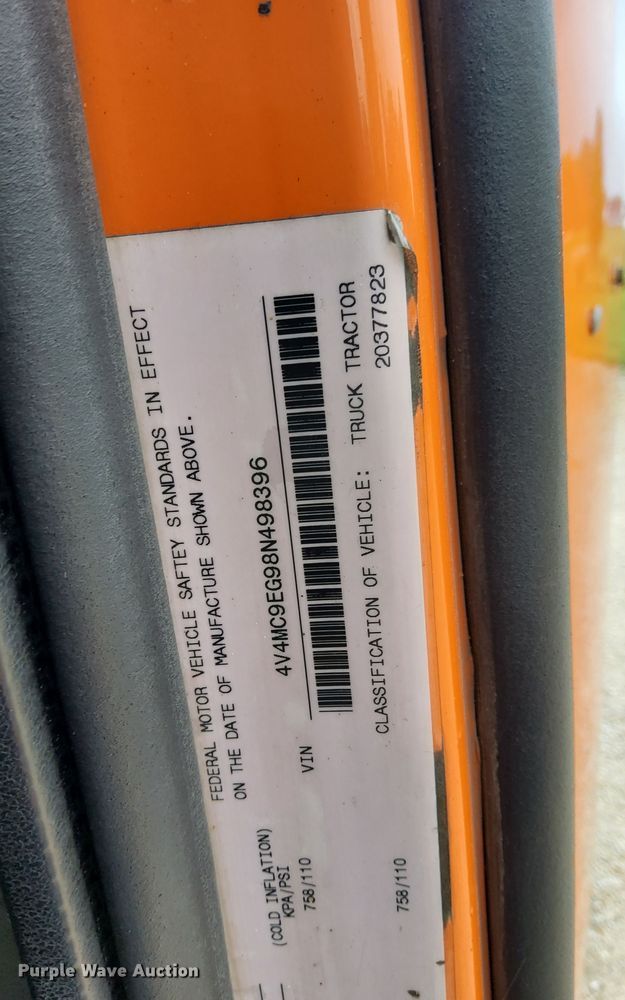 FEDERAL MOTOR VEHICLE SAFTEY STANDARDS IN EFFECT
ON THE DATE OF MANUFACTURE SHOWN ABOVE.
(COLD INFLATION)
KPA/PSI
758/110
VIN
4V4MC9EG98N498396
CLASSIFICATION OF VEHICLE: TRUCK TRACTOR
758/110
20377823
Purple Wave Auction